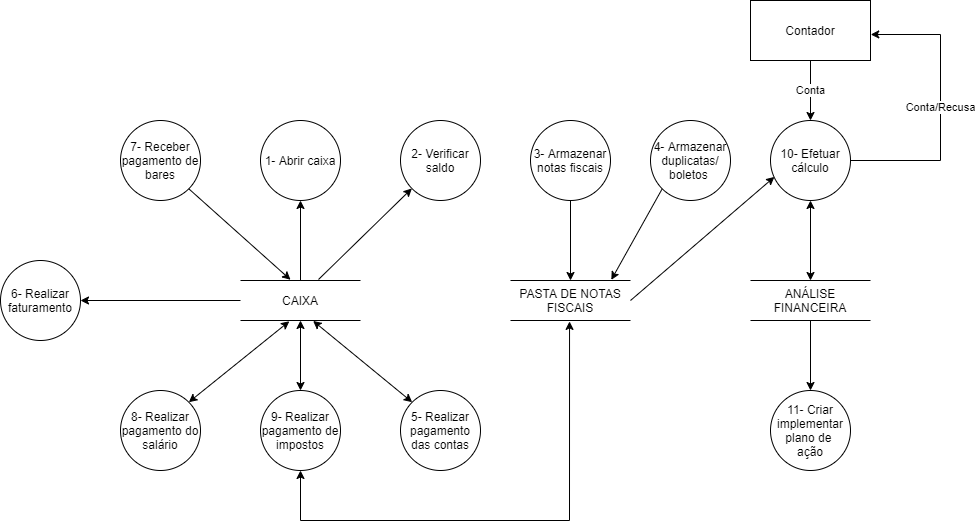 Contador
Conta
Conta/Recusa
7- Receber
pagamento de
bares
1- Abrir caixa
2- Verificar
saldo
3- Armazenar
notas fiscais
4- Armazenar
duplicatas/
boletos
10- Efetuar
cálculo
6- Realizar
faturamento
CAIXA
PASTA DE NOTAS
FISCAIS
ANÁLISE
FINANCEIRA
8- Realizar
pagamento do
salário
9- Realizar
pagamento de
impostos
5- Realizar
pagamento
das contas
11- Criar
implementar
plano de
ação